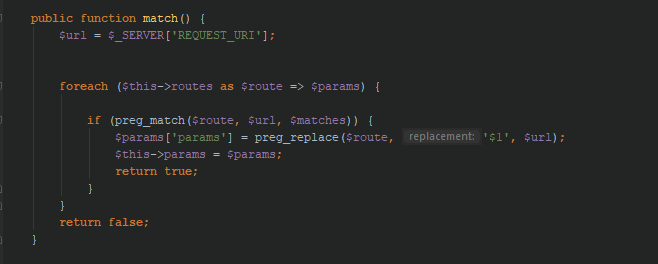 public function match() {
$url = $_SERVER['REQUEST_URI'];
foreach ($this->routes as $route => $params) {
if (preg_match($route, $url, $matches)) {
$params['params'] = preg_replace($route, replacement: '$1', $url);
$this->params = $params;
return true;
}
}
return false;
}